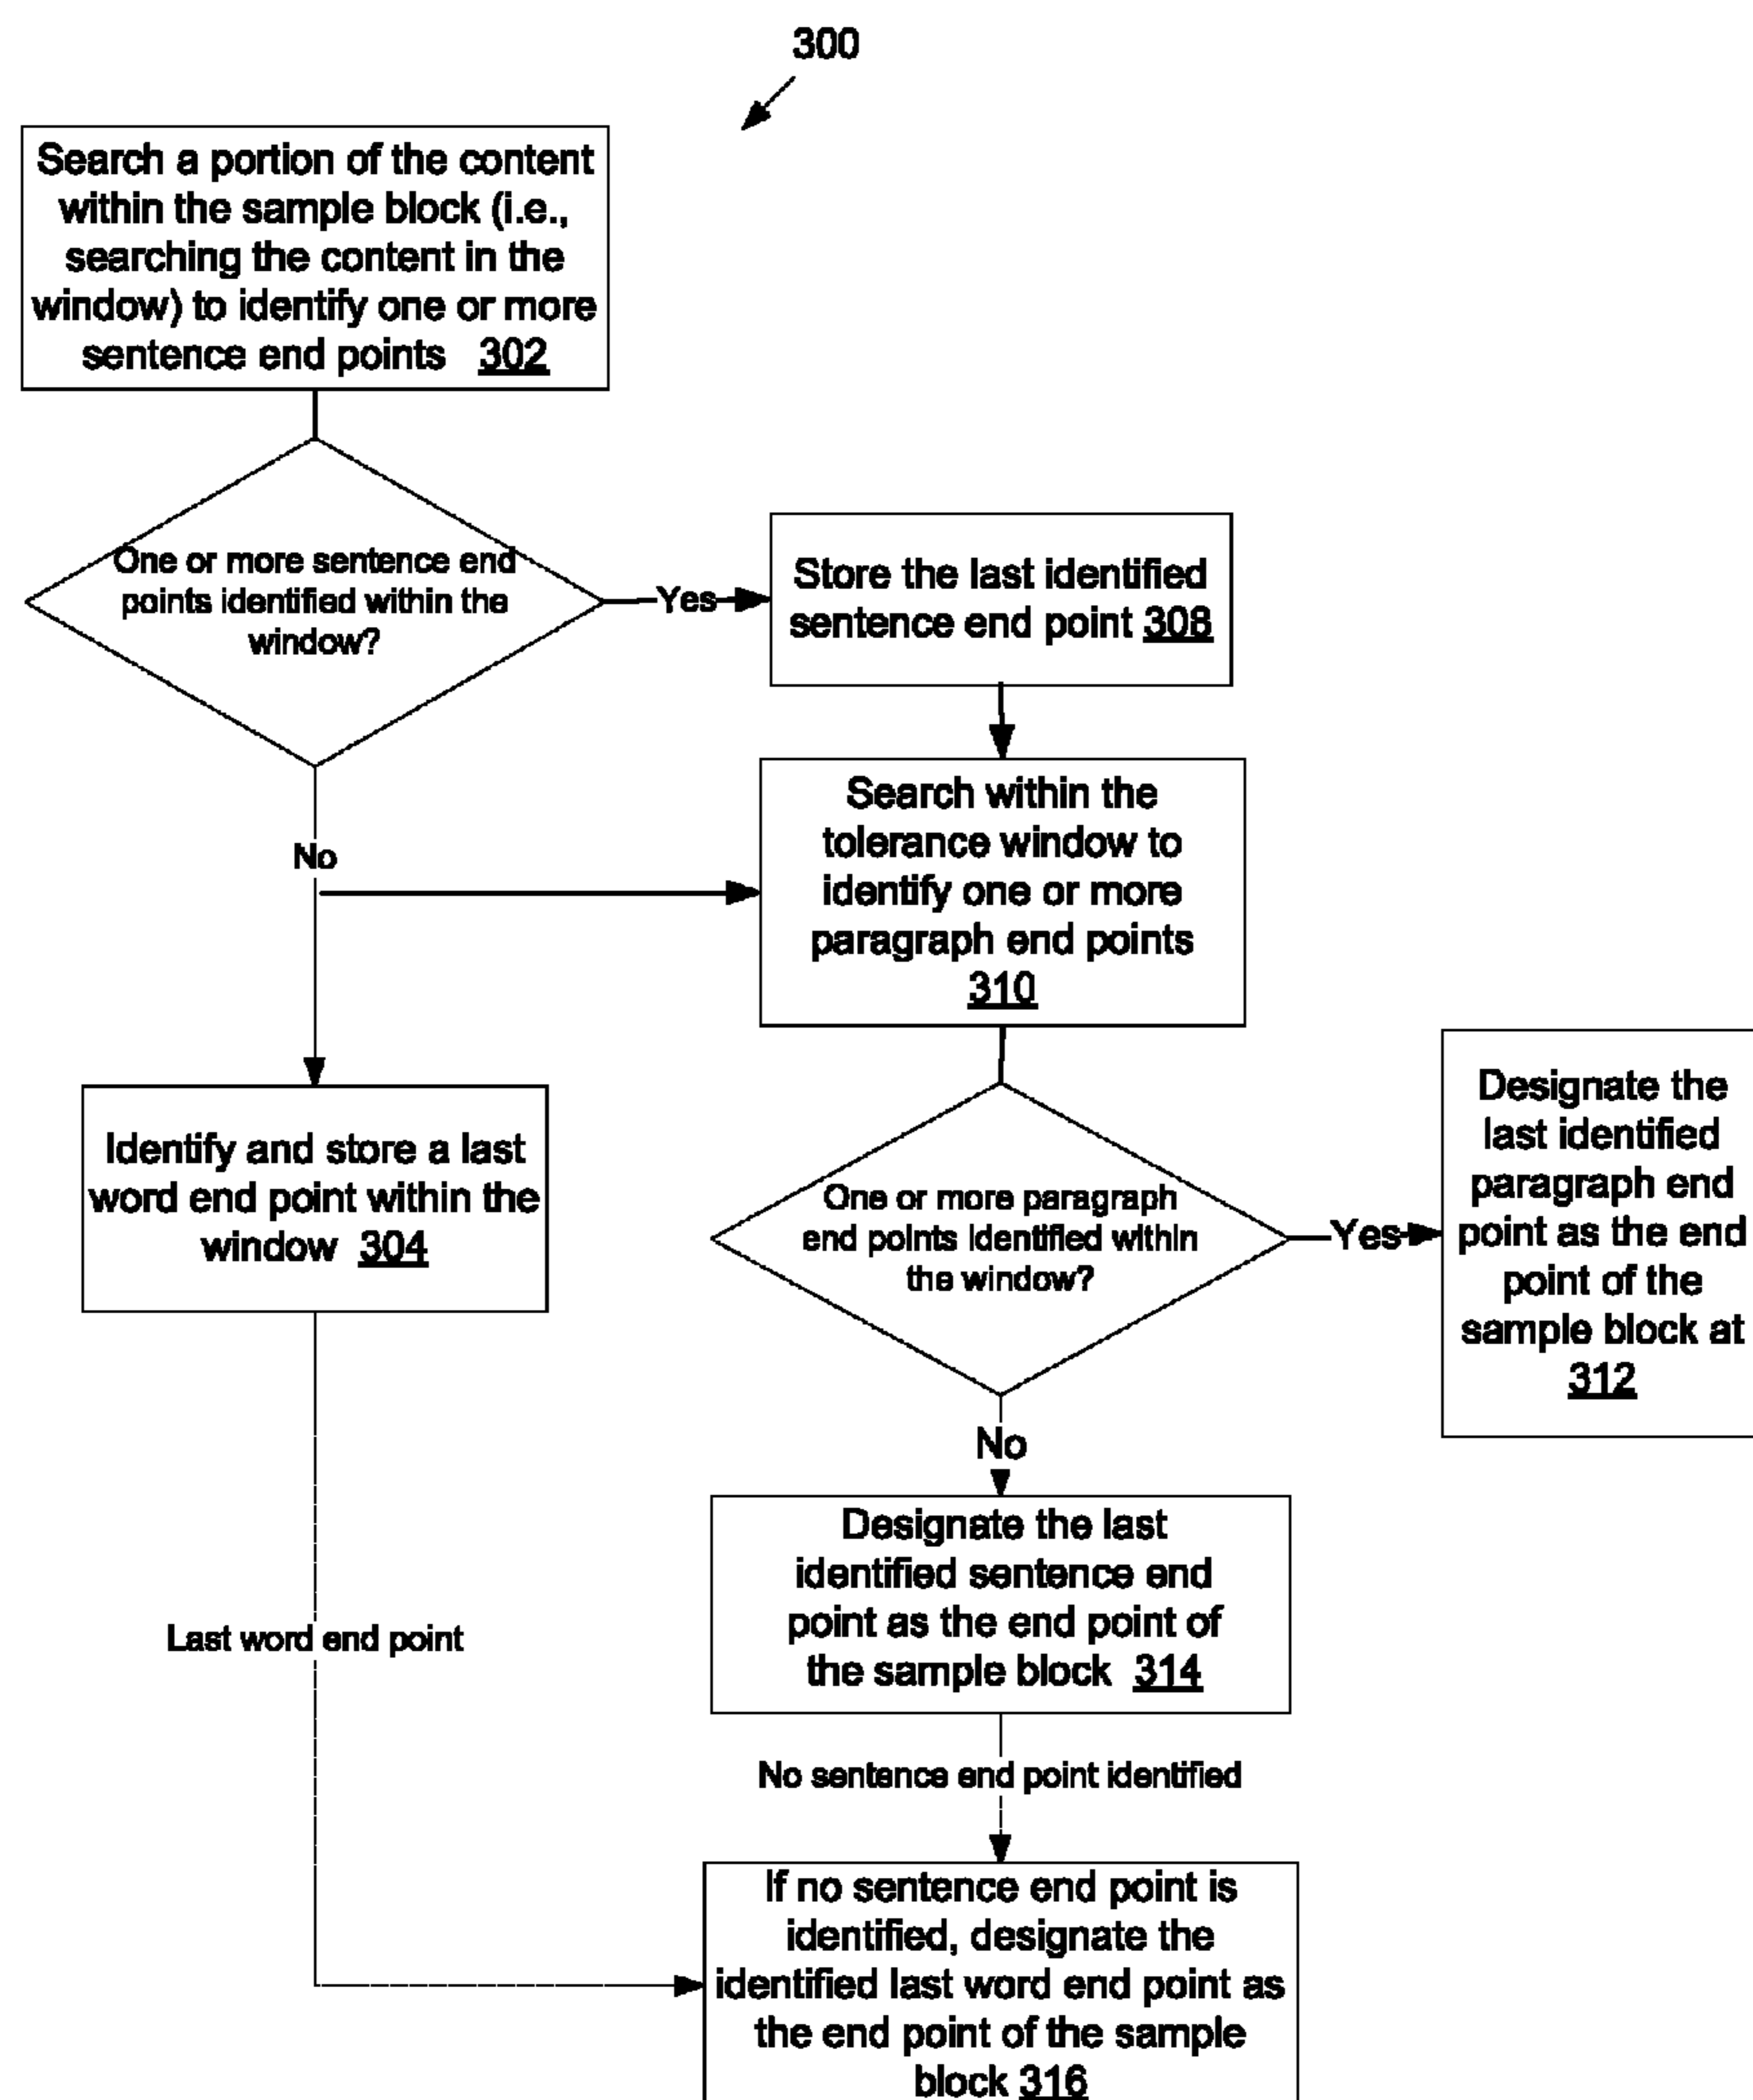 300
Search a portion of the content
within the sample block (i.e.,
searching the content in the
window) to identify one or more
sentence end points 302
One or more sentence end
points identified within the
window?
Yes
Store the last identified
sentence end point 308
No
Search within the
tolerance window to
identify one or more
paragraph end points
310
Identify and store a last
word end point within the
window 304
One or more paragraph
end points identified within
the window?
Yes
Designate the
last identified
paragraph end
point as the end
point of the
sample block at
312
No
Designate the last
identified sentence end
point as the end point of
the sample block 314
Last word end point
No sentence end point identified
If no sentence end point is
identified, designate the
identified last word end point as
the end point of the sample
block 316